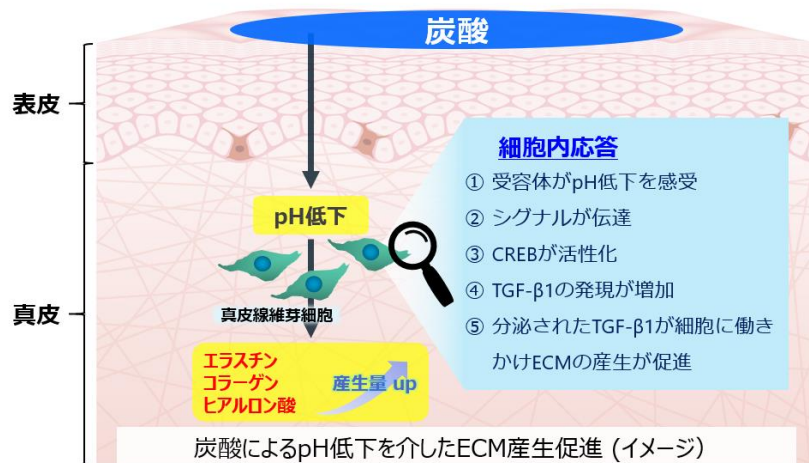 炭酸
表皮
真皮
pH低下
真皮線維芽細胞
エラスチン
コラーゲン
ヒアルロン酸
産生量 up
細胞内応答
① 受容体がpH低下を感受
② シグナルが伝達
③ CREBが活性化
④ TGF-β1の発現が増加
⑤ 分泌されたTGF-β1が細胞に働き
かけECMの産生が促進
炭酸によるpH低下を介したECM産生促進 (イメージ)